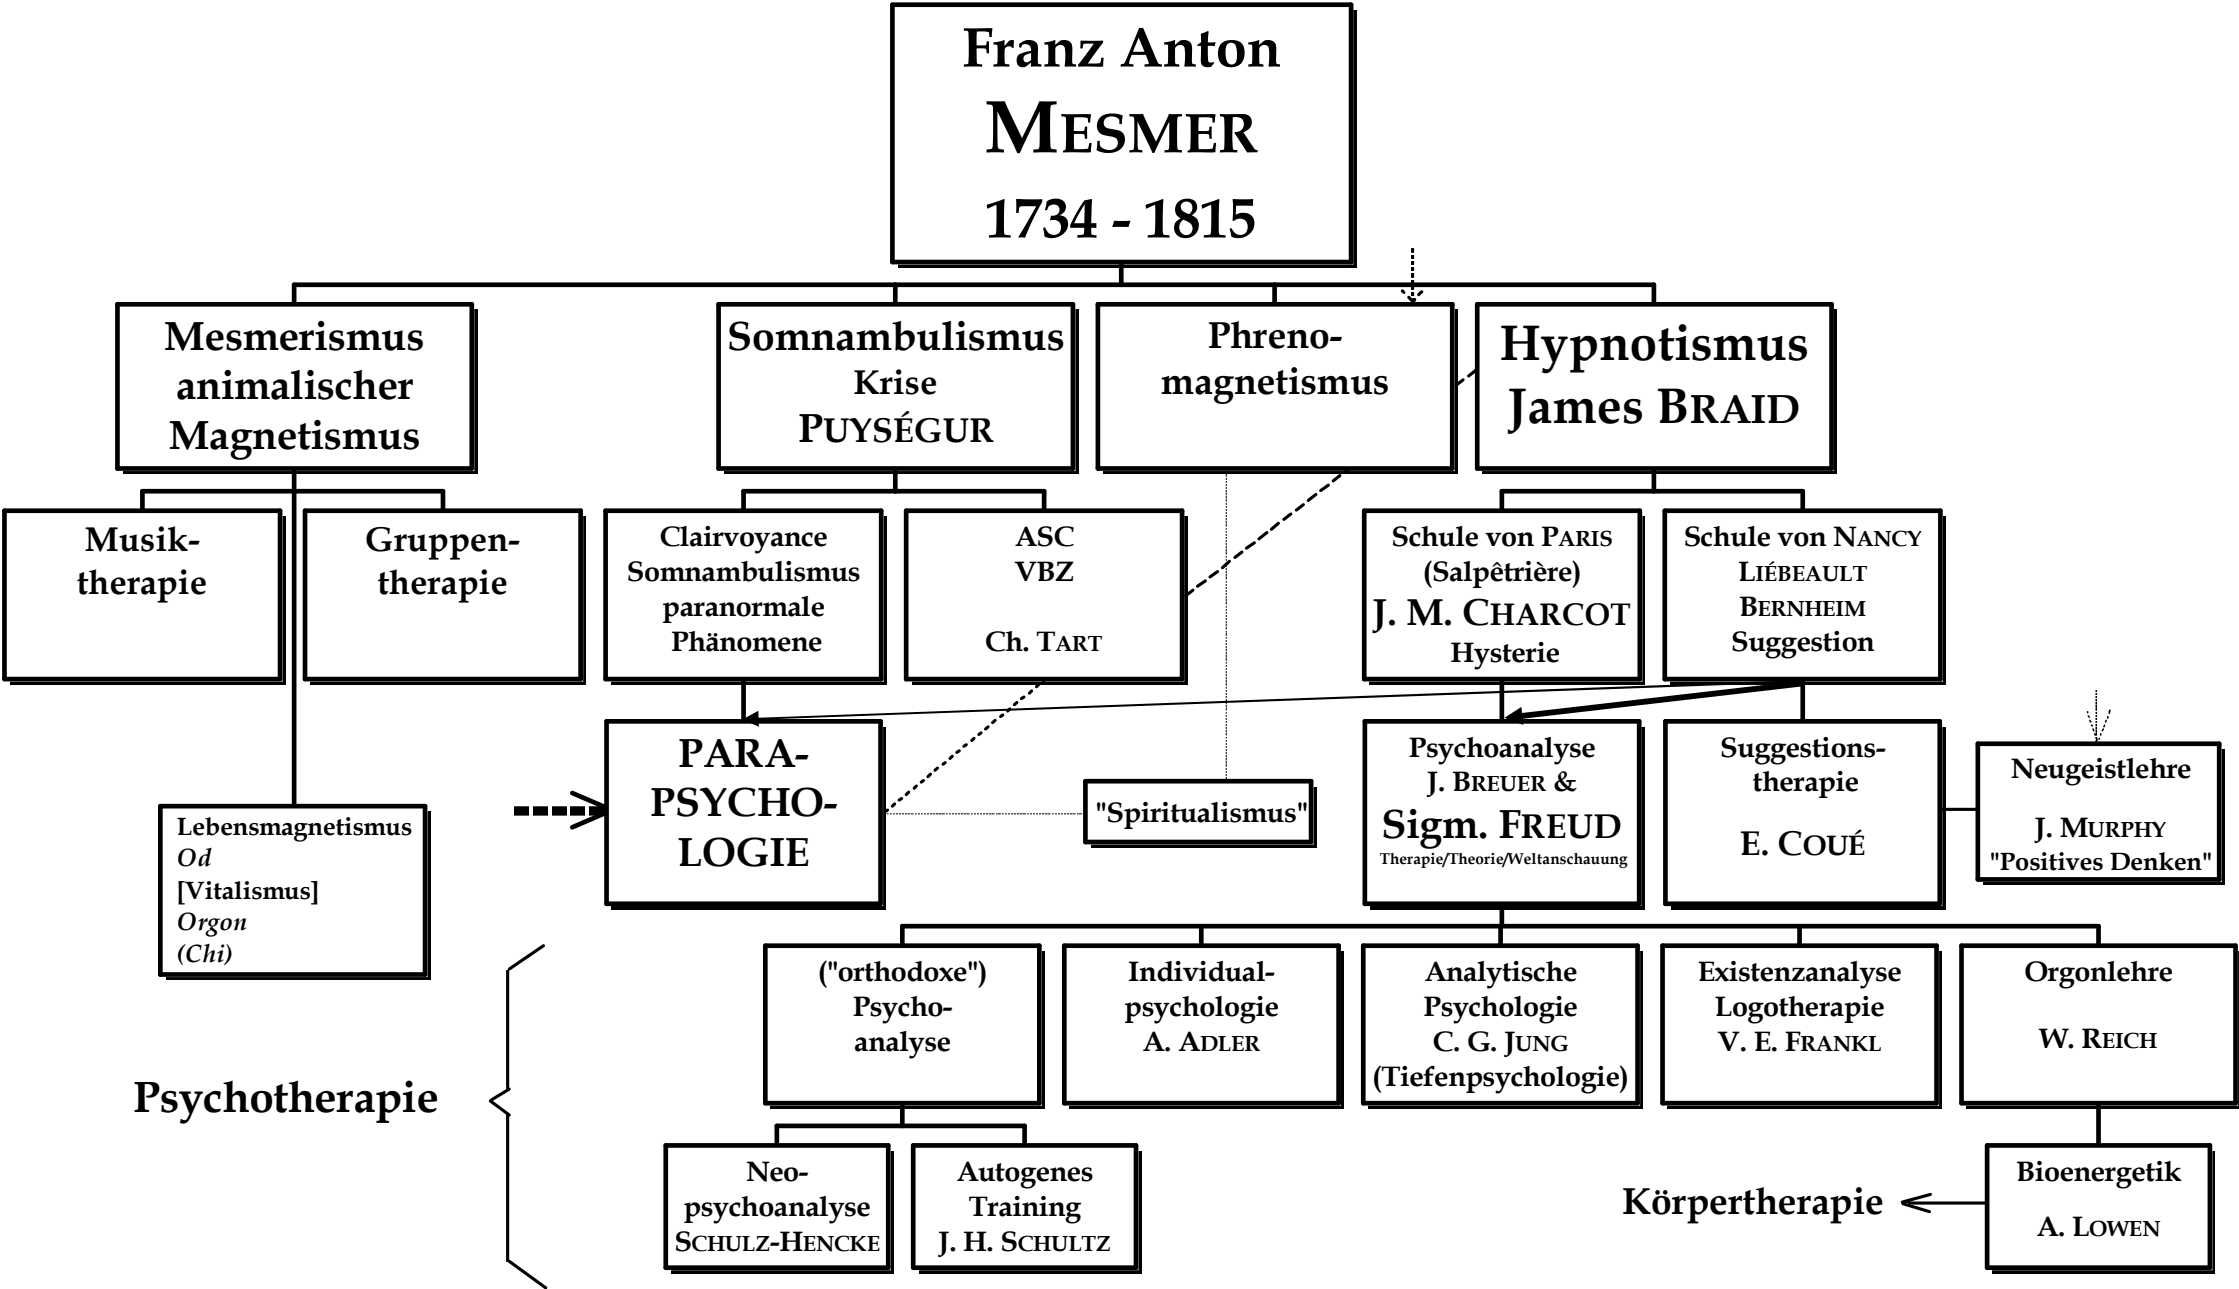 Franz Anton
MESMER
1734 - 1815
Mesmerismus
animalischer
Magnetismus
Somnambulismus
Krise
PUYSÉGUR
Phreno-
magnetismus
Hypnotismus
James BRAID
Musik-
therapie
Gruppen-
therapie
Clairvoyance
Somnambulismus
paranormale
Phänomene
ASC
VBZ
Ch. TART
Schule von PARIS
(Salpêtrière)
J. M. CHARCOT
Hysterie
Schule von NANCY
LIÉBEAULT
BERNHEIM
Suggestion
Lebensmagnetismus
Od
[Vitalismus]
Orgon
(Chi)
PARA-
PSYCHO-
LOGIE
"Spiritualismus"
Psychoanalyse
J. BREUER &
Sigm. FREUD
Therapie/Theorie/Weltanschauung
Suggestions-
therapie
E. COUÉ
Neugeistlehre
J. MURPHY
"Positives Denken"
Psychotherapie
("orthodoxe")
Psycho-
analyse
Individual-
psychologie
A. ADLER
Analytische
Psychologie
C. G. JUNG
(Tiefenpsychologie)
Existenzanalyse
Logotherapie
V. E. FRANKL
Orgonlehre
W. REICH
Neo-
psychoanalyse
SCHULZ-HENCKE
Autogenes
Training
J. H. SCHULTZ
Körpertherapie
Bioenergetik
A. LOWEN